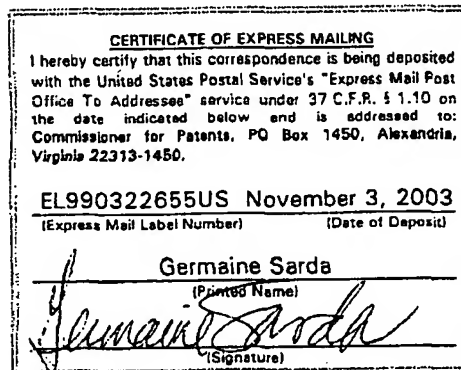 CERTIFICATE OF EXPRESS MAILING
I hereby certify that this correspondence is being deposited
with the United States Postal Service's "Express Mail Post
Office To Addressee" service under 37 C.F.R. § 1.10 on
the date indicated below and is addressed to:
Commissioner for Patents, PO Box 1450, Alexandria,
Virginia 22313-1450.
EL990322655US November 3, 2003
(Express Mail Label Number) (Date of Deposit)
Germaine Sarda
(Printed Name)
Germaine Sarda
(Signature)